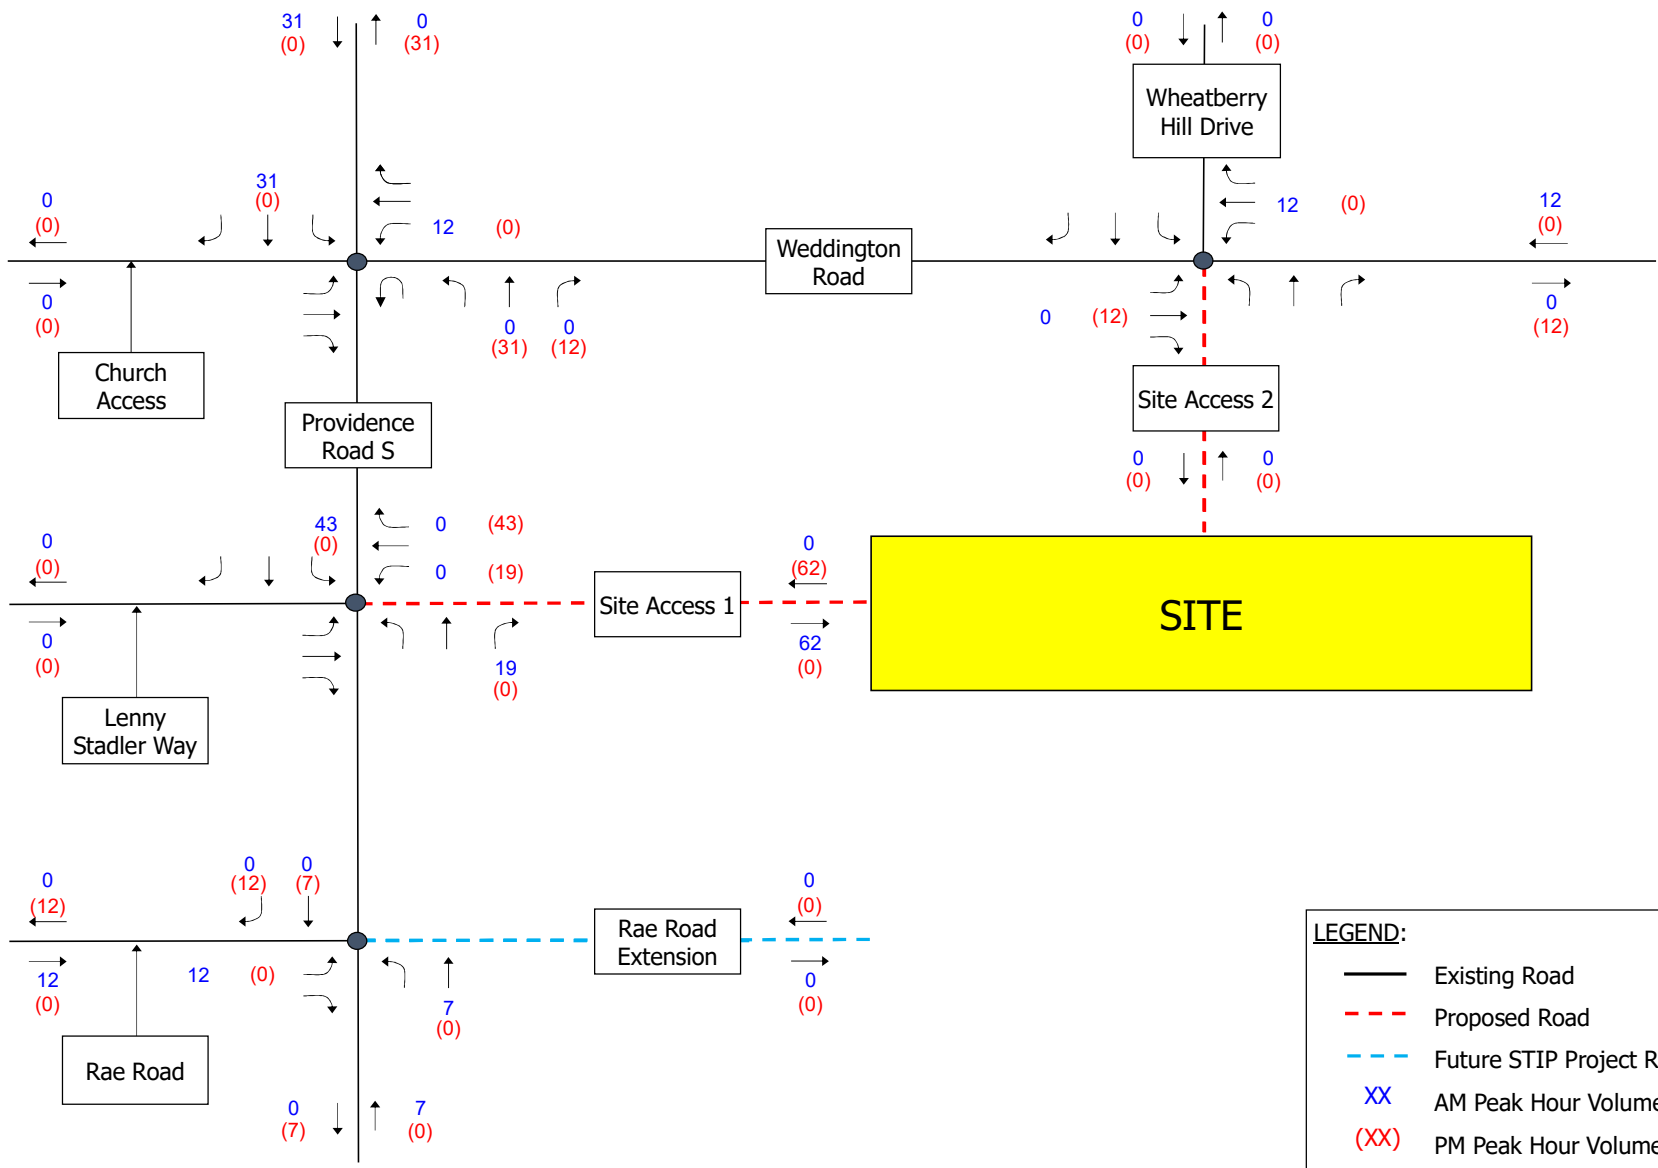 31 0
(0) (31)
0 0
(0) (0)
Wheatberry
Hill Drive
31
(0)
0
(0)
12 (0)
12 (0)
12
(0)
Weddington
Road
0
(0)
0 0
(31) (12)
0 (12)
0
(12)
Church
Access
Providence
Road S
Site Access 2
0 0
(0) (0)
43
(0)
0 (43)
0 (19)
0
(0)
0
(62)
Site Access 1
SITE
0
(0)
19
(0)
62
(0)
Lenny
Stadler Way
0 0
(12) (7)
0
(12)
0
(0)
Rae Road
Extension
12
(0)
12 (0)
7
(0)
0
(0)
Rae Road
0 7
(7) (0)
LEGEND:
Existing Road
Proposed Road
Future STIP Project R
XX AM Peak Hour Volume
(XX) PM Peak Hour Volume